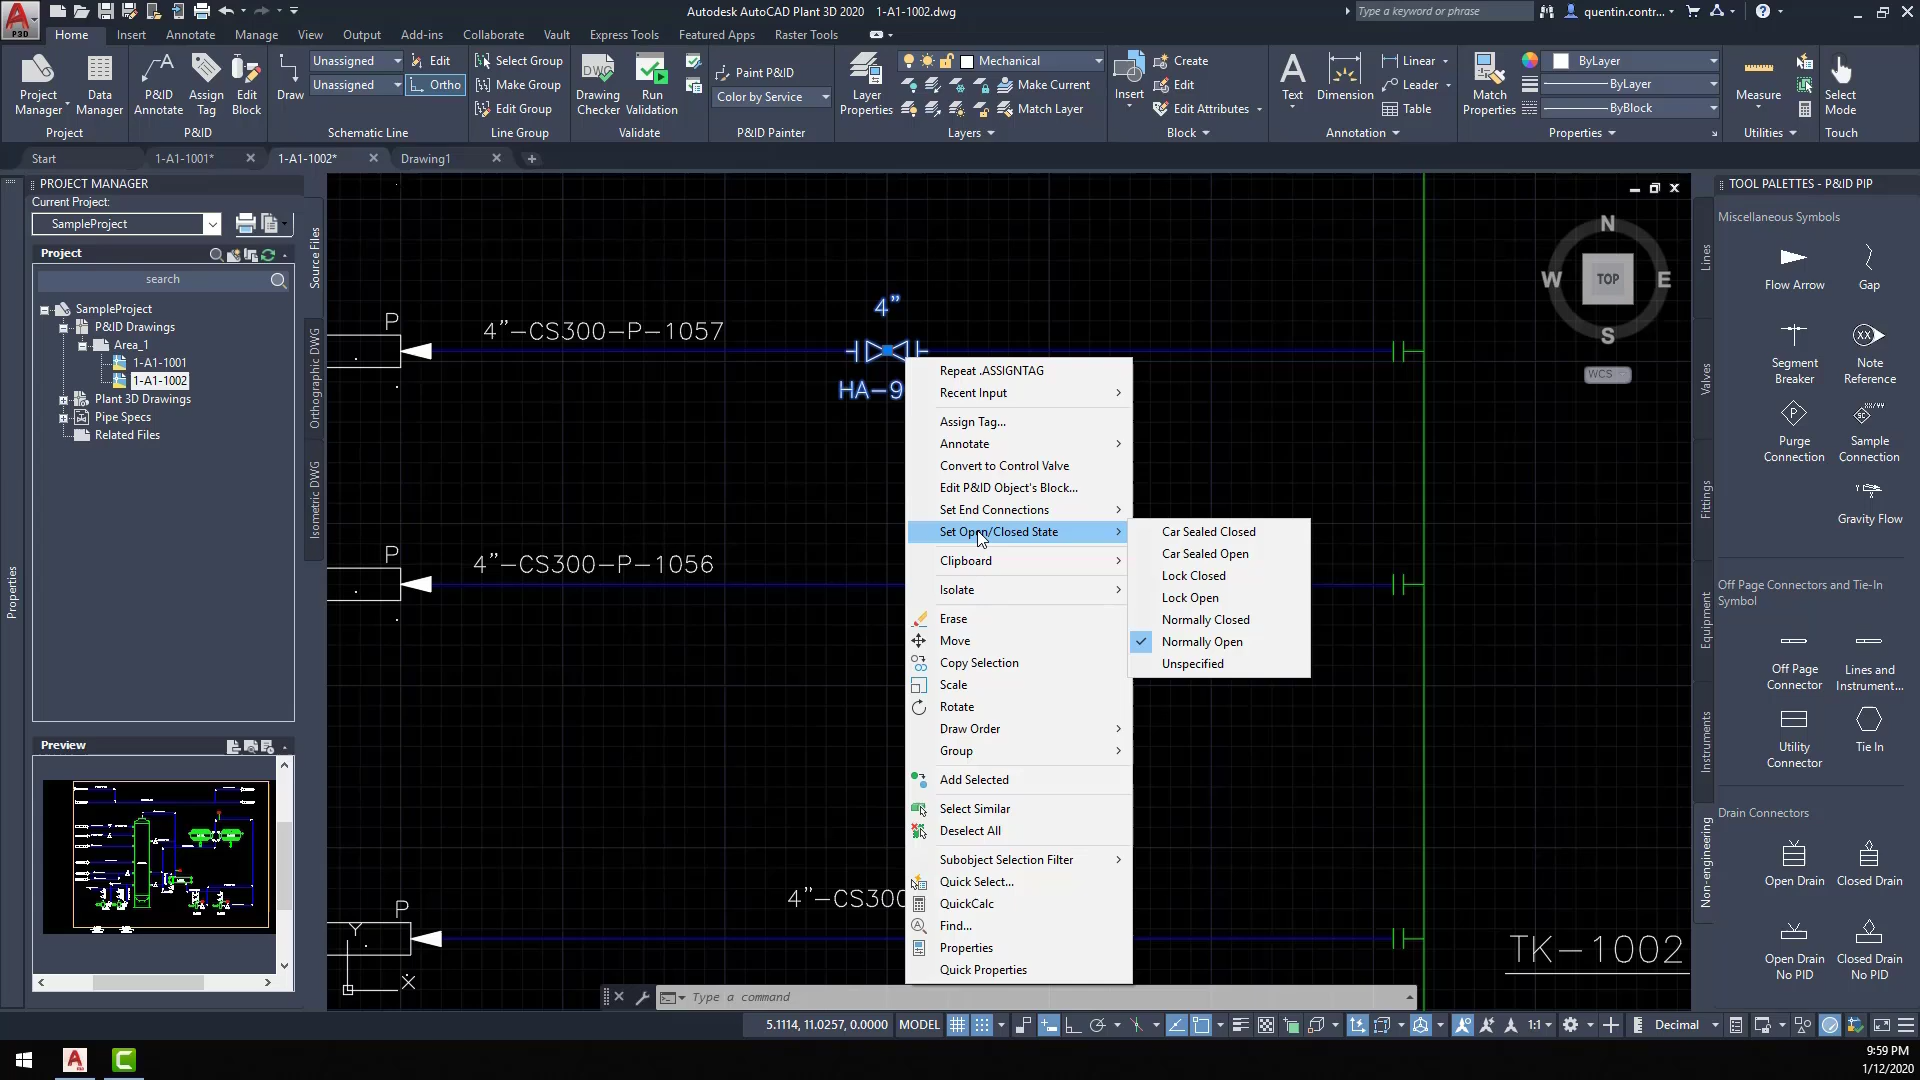 Autodesk AutoCAD Plant 3D 2020 1-A1-1002.dwg
Type a keyword or phrase
quentin.contr...
P3D
Home Insert Annotate Manage View Output Add-ins Collaborate Vault Express Tools Featured Apps Raster Tools
Project Manager
Data Manager
Project
P&ID Annotate
Assign Tag
Edit Block
P&ID
Draw
Unassigned
Unassigned
Edit
Ortho
Schematic Line
Select Group
Make Group
Edit Group
Line Group
Drawing Checker
Run Validation
Validate
Paint P&ID
Color by Service
P&ID Painter
Layer Properties
Mechanical
Make Current
Match Layer
Layers
Insert
Create
Edit
Edit Attributes
Block
Text
Dimension
Linear
Leader
Table
Annotation
Match Properties
ByLayer
ByLayer
ByBlock
Properties
Measure
Utilities
Select Mode
Touch
Start
1-A1-1001*
1-A1-1002*
Drawing1
PROJECT MANAGER
Current Project:
SampleProject
Project
search
SampleProject
P&ID Drawings
Area_1
1-A1-1001
1-A1-1002
Plant 3D Drawings
Pipe Specs
Related Files
Source Files
Orthographic DWG
Isometric DWG
Properties
Preview
P
4"-CS300-P-1057
4"
HA-9
P
4"-CS300-P-1056
P
4"-CS300
Y
X
TK-1002
N
W
TOP
E
S
WCS
Repeat .ASSIGNTAG
Recent Input
Assign Tag...
Annotate
Convert to Control Valve
Edit P&ID Object's Block...
Set End Connections
Set Open/Closed State
Clipboard
Isolate
Erase
Move
Copy Selection
Scale
Rotate
Draw Order
Group
Add Selected
Select Similar
Deselect All
Subobject Selection Filter
Quick Select...
QuickCalc
Find...
Properties
Quick Properties
Car Sealed Closed
Car Sealed Open
Lock Closed
Lock Open
Normally Closed
Normally Open
Unspecified
TOOL PALETTES - P&ID PIP
Miscellaneous Symbols
Flow Arrow
Gap
Segment Breaker
Note Reference
Purge Connection
Sample Connection
Gravity Flow
Off Page Connectors and Tie-In Symbol
Off Page Connector
Lines and Instrument...
Utility Connector
Tie In
Drain Connectors
Open Drain
Closed Drain
Open Drain No PID
Closed Drain No PID
Lines
Valves
Fittings
Equipment
Instruments
Non-engineering
Type a command
5.1114, 11.0257, 0.0000
MODEL
1:1
Decimal
9:59 PM
1/12/2020